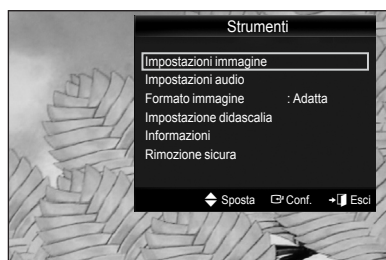 Strumenti
Impostazioni immagine
Impostazioni audio
Formato immagine : Adatta
Impostazione didascalia
Informazioni
Rimozione sicura
Sposta Conf. Esci